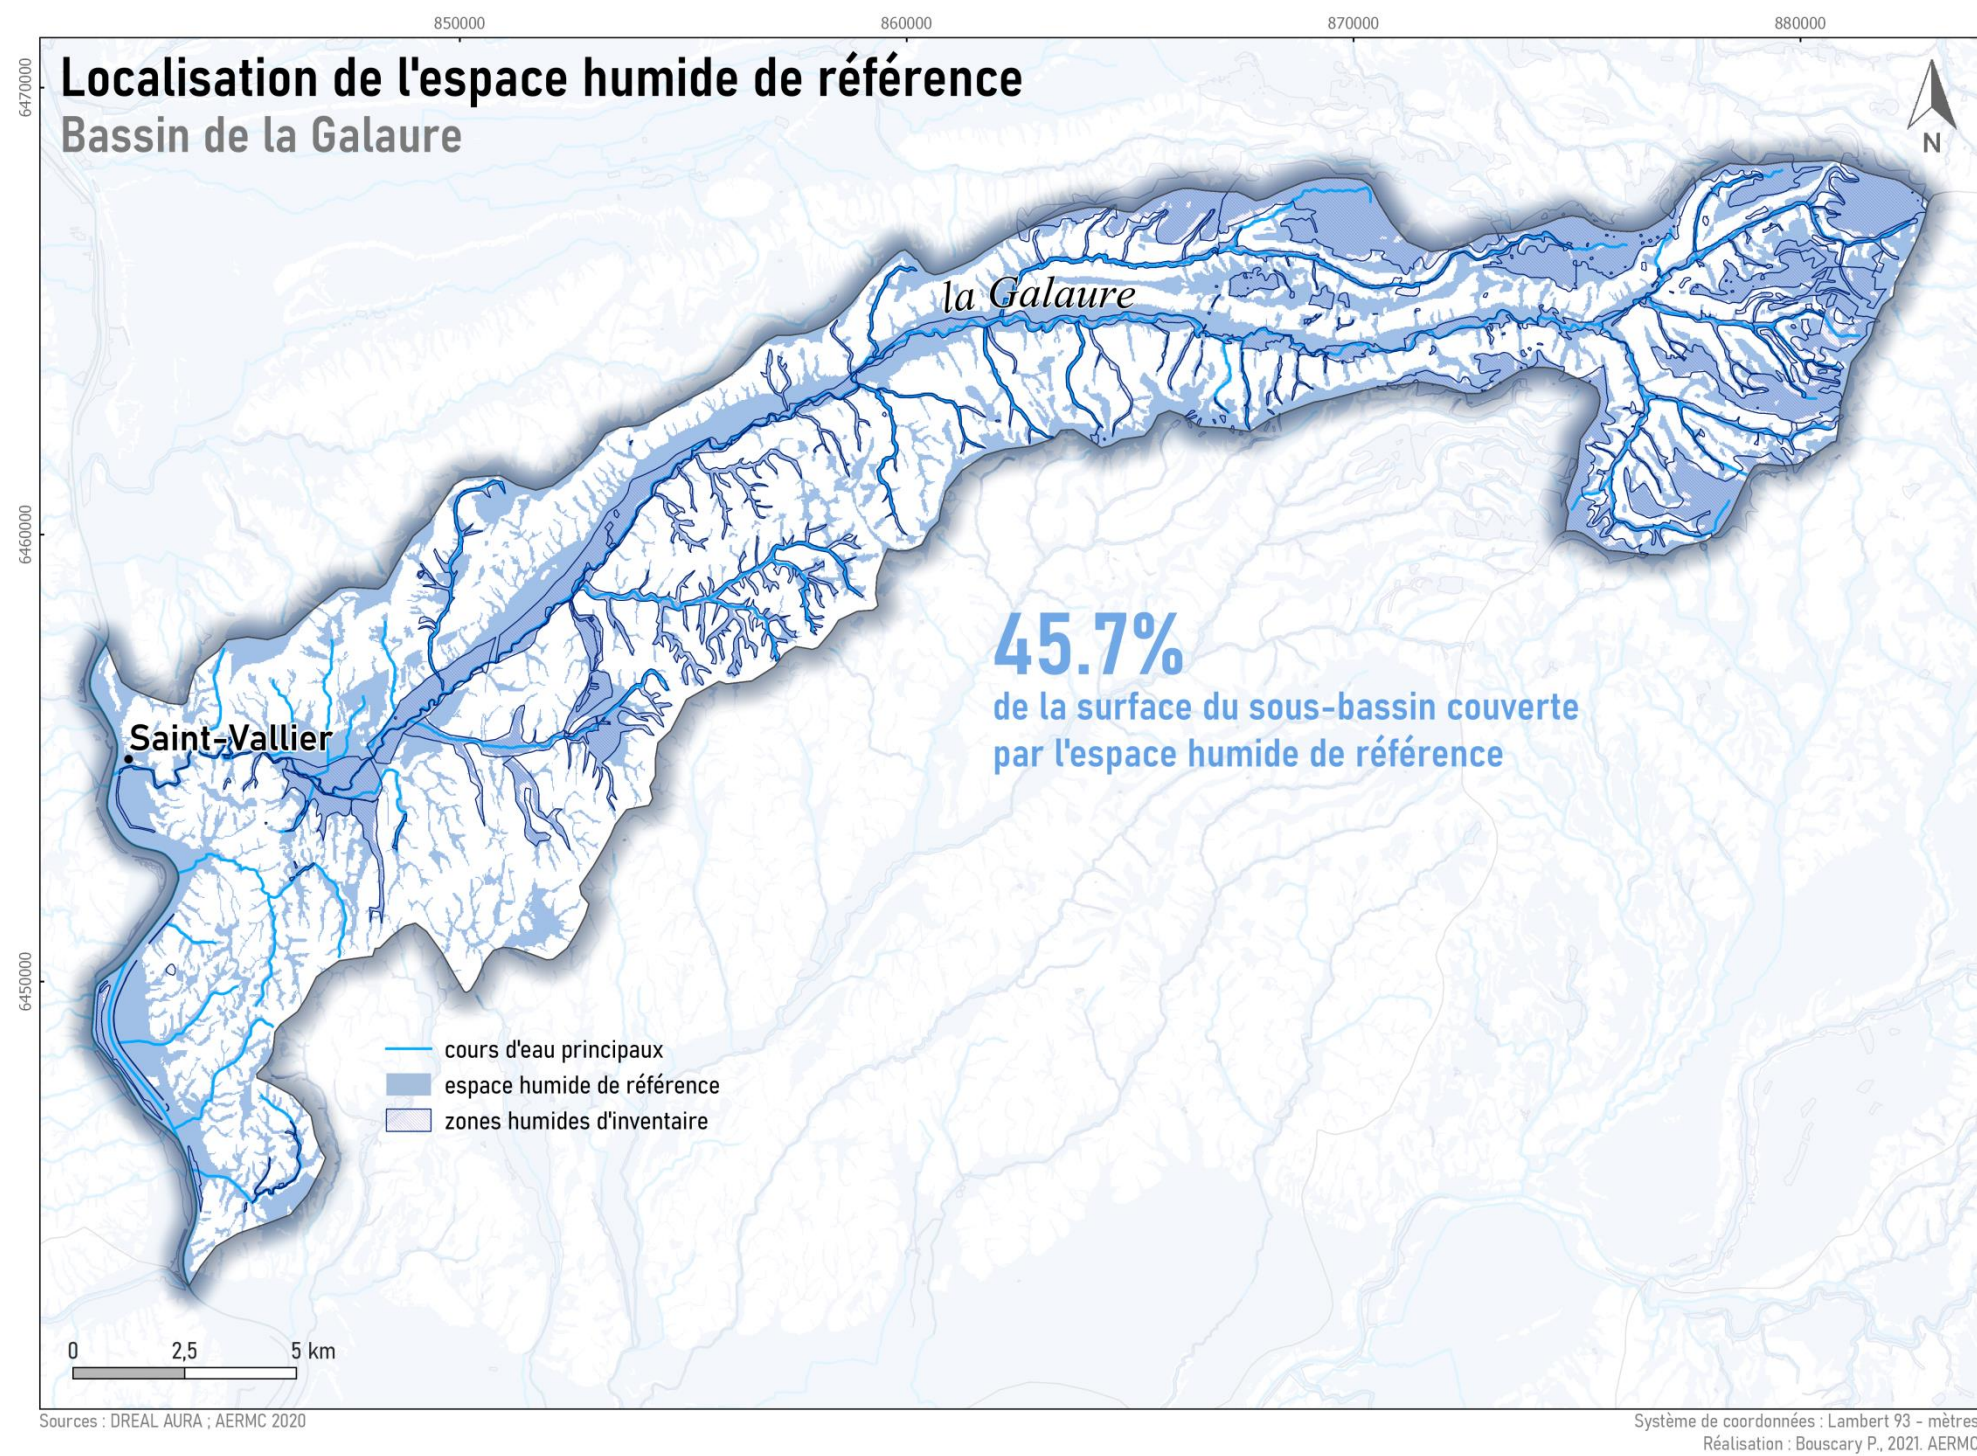 850000
860000
870000
880000
Localisation de l'espace humide de référence
Bassin de la Galaure
6470000
N
la Galaure
6460000
45.7%
de la surface du sous-bassin couverte
par l'espace humide de référence
Saint-Vallier
6450000
cours d'eau principaux
espace humide de référence
zones humides d'inventaire
0 2,5 5 km
Sources : DREAL AURA ; AERMC 2020
Système de coordonnées : Lambert 93 - mètres
Réalisation : Bouscary P., 2021. AERMC